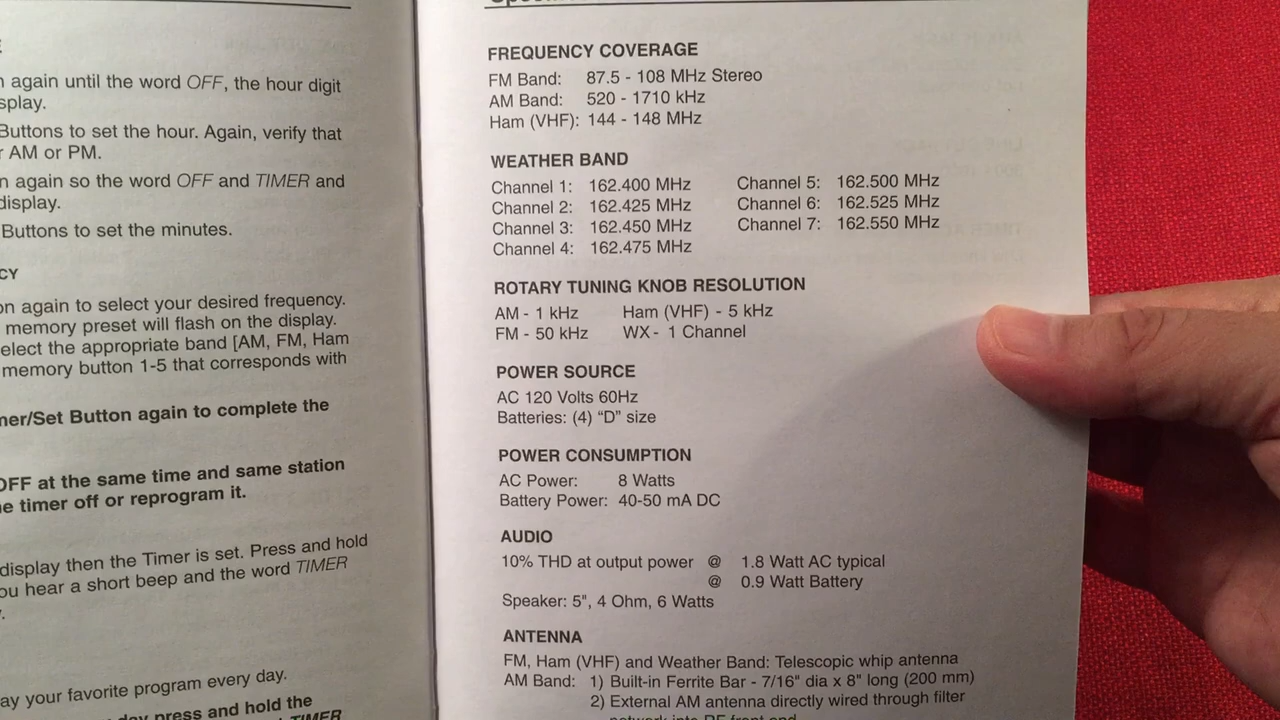 n again until the word OFF, the hour digit
splay.
Buttons to set the hour. Again, verify that
r AM or PM.
n again so the word OFF and TIMER and
display.
Buttons to set the minutes.
CY
on again to select your desired frequency.
memory preset will flash on the display.
elect the appropriate band [AM, FM, Ham
memory button 1-5 that corresponds with
mer/Set Button again to complete the
OFF at the same time and same station
he timer off or reprogram it.
display then the Timer is set. Press and hold
ou hear a short beep and the word TIMER
ay your favorite program every day.
day press and hold the
TIMER
FREQUENCY COVERAGE
FM Band: 87.5 - 108 MHz Stereo
AM Band: 520 - 1710 kHz
Ham (VHF): 144 - 148 MHz
WEATHER BAND
Channel 1: 162.400 MHz Channel 5: 162.500 MHz
Channel 2: 162.425 MHz Channel 6: 162.525 MHz
Channel 3: 162.450 MHz Channel 7: 162.550 MHz
Channel 4: 162.475 MHz
ROTARY TUNING KNOB RESOLUTION
AM - 1 kHz Ham (VHF) - 5 kHz
FM - 50 kHz WX - 1 Channel
POWER SOURCE
AC 120 Volts 60Hz
Batteries: (4) “D” size
POWER CONSUMPTION
AC Power: 8 Watts
Battery Power: 40-50 mA DC
AUDIO
10% THD at output power @ 1.8 Watt AC typical
@ 0.9 Watt Battery
Speaker: 5", 4 Ohm, 6 Watts
ANTENNA
FM, Ham (VHF) and Weather Band: Telescopic whip antenna
AM Band: 1) Built-in Ferrite Bar - 7/16" dia x 8" long (200 mm)
2) External AM antenna directly wired through filter
network into RF front end